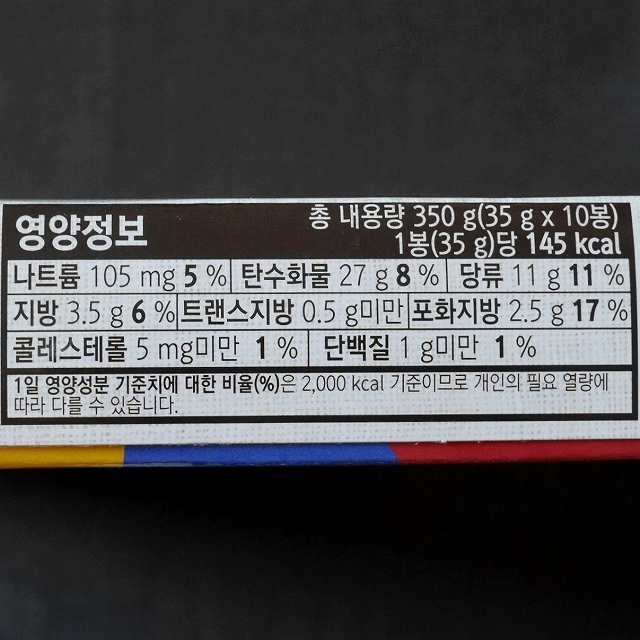 영양정보
총 내용량 350 g(35 g x 10봉)
1봉(35 g)당 145 kcal
나트륨 105 mg 5 % 탄수화물 27 g 8 % 당류 11 g 11 %
지방 3.5 g 6 % 트랜스지방 0.5 g미만 포화지방 2.5 g 17 %
콜레스테롤 5 mg미만 1 % 단백질 1 g미만 1 %
1일 영양성분 기준치에 대한 비율(%)은 2,000 kcal 기준이므로 개인의 필요 열량에
따라 다를 수 있습니다.